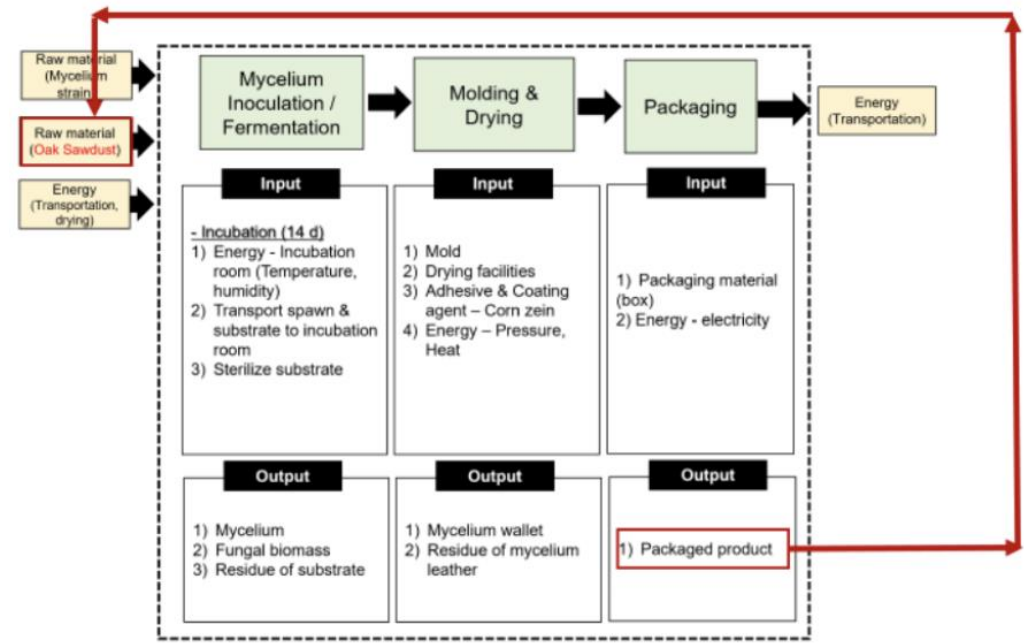 Raw material
(Mycelium
strain)
Raw material
(Oak Sawdust)
Energy
(Transportation,
drying)
Mycelium
Inoculation /
Fermentation
Molding &
Drying
Packaging
Energy
(Transportation)
Input
- Incubation (14 d)
1) Energy - Incubation
room (Temperature,
humidity)
2) Transport spawn &
substrate to incubation
room
3) Sterilize substrate
Input
1) Mold
2) Drying facilities
3) Adhesive & Coating
agent – Corn zein
4) Energy – Pressure,
Heat
Input
1) Packaging material
(box)
2) Energy - electricity
Output
1) Mycelium
2) Fungal biomass
3) Residue of substrate
Output
1) Mycelium wallet
2) Residue of mycelium
leather
Output
1) Packaged product